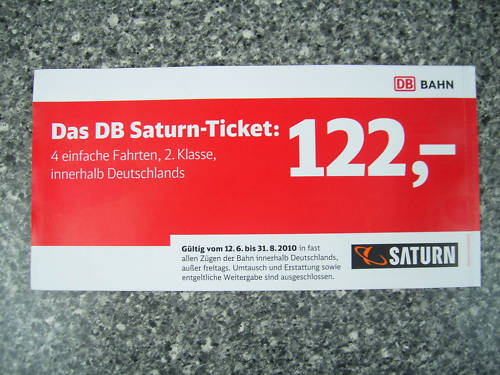 DB BAHN
Das DB Saturn-Ticket: 122,–
4 einfache Fahrten, 2. Klasse,
innerhalb Deutschlands
Gültig vom 12. 6. bis 31. 8. 2010 in fast
allen Zügen der Bahn innerhalb Deutschlands,
außer freitags. Umtausch und Erstattung sowie
entgeltliche Weitergabe sind ausgeschlossen.
SATURN